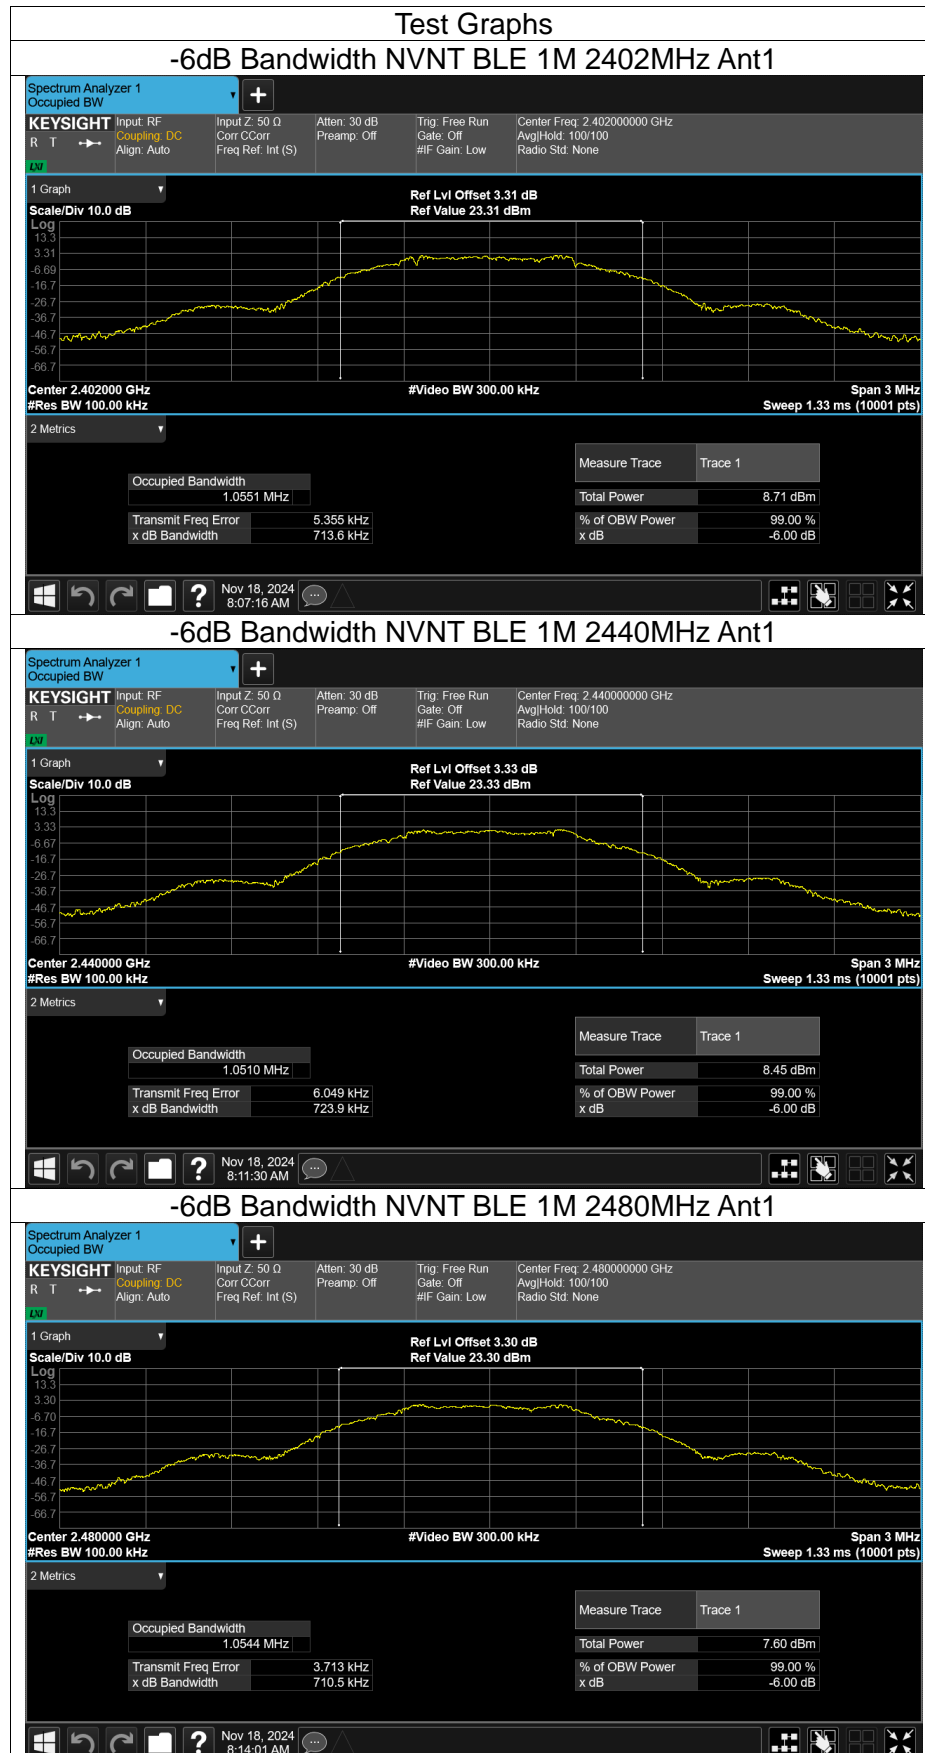 Test Graphs
-6dB Bandwidth NVNT BLE 1M 2402MHz Ant1
Spectrum Analyzer 1
Occupied BW
KEYSIGHT Input: RF Input Z: 50 Ω Atten: 30 dB Trig: Free Run Center Freq: 2.402000000 GHz
R T Coupling: DC Corr CCorr Preamp: Off Gate: Off Avg|Hold: 100/100
Align: Auto Freq Ref: Int (S) #IF Gain: Low Radio Std: None
LXI
1 Graph
Ref Lvl Offset 3.31 dB
Scale/Div 10.0 dB Ref Value 23.31 dBm
Log
13.3
3.31
-6.69
-16.7
-26.7
-36.7
-46.7
-56.7
-66.7
Center 2.402000 GHz #Video BW 300.00 kHz Span 3 MHz
#Res BW 100.00 kHz Sweep 1.33 ms (10001 pts)
2 Metrics
Measure Trace Trace 1
Occupied Bandwidth
1.0551 MHz Total Power 8.71 dBm
Transmit Freq Error 5.355 kHz % of OBW Power 99.00 %
x dB Bandwidth 713.6 kHz x dB -6.00 dB
Nov 18, 2024
8:07:16 AM
-6dB Bandwidth NVNT BLE 1M 2440MHz Ant1
Spectrum Analyzer 1
Occupied BW
KEYSIGHT Input: RF Input Z: 50 Ω Atten: 30 dB Trig: Free Run Center Freq: 2.440000000 GHz
R T Coupling: DC Corr CCorr Preamp: Off Gate: Off Avg|Hold: 100/100
Align: Auto Freq Ref: Int (S) #IF Gain: Low Radio Std: None
LXI
1 Graph
Ref Lvl Offset 3.33 dB
Scale/Div 10.0 dB Ref Value 23.33 dBm
Log
13.3
3.33
-6.67
-16.7
-26.7
-36.7
-46.7
-56.7
-66.7
Center 2.440000 GHz #Video BW 300.00 kHz Span 3 MHz
#Res BW 100.00 kHz Sweep 1.33 ms (10001 pts)
2 Metrics
Measure Trace Trace 1
Occupied Bandwidth
1.0510 MHz Total Power 8.45 dBm
Transmit Freq Error 6.049 kHz % of OBW Power 99.00 %
x dB Bandwidth 723.9 kHz x dB -6.00 dB
Nov 18, 2024
8:11:30 AM
-6dB Bandwidth NVNT BLE 1M 2480MHz Ant1
Spectrum Analyzer 1
Occupied BW
KEYSIGHT Input: RF Input Z: 50 Ω Atten: 30 dB Trig: Free Run Center Freq: 2.480000000 GHz
R T Coupling: DC Corr CCorr Preamp: Off Gate: Off Avg|Hold: 100/100
Align: Auto Freq Ref: Int (S) #IF Gain: Low Radio Std: None
LXI
1 Graph
Ref Lvl Offset 3.30 dB
Scale/Div 10.0 dB Ref Value 23.30 dBm
Log
13.3
3.30
-6.70
-16.7
-26.7
-36.7
-46.7
-56.7
-66.7
Center 2.480000 GHz #Video BW 300.00 kHz Span 3 MHz
#Res BW 100.00 kHz Sweep 1.33 ms (10001 pts)
2 Metrics
Measure Trace Trace 1
Occupied Bandwidth
1.0544 MHz Total Power 7.60 dBm
Transmit Freq Error 3.713 kHz % of OBW Power 99.00 %
x dB Bandwidth 710.5 kHz x dB -6.00 dB
Nov 18, 2024
8:14:01 AM